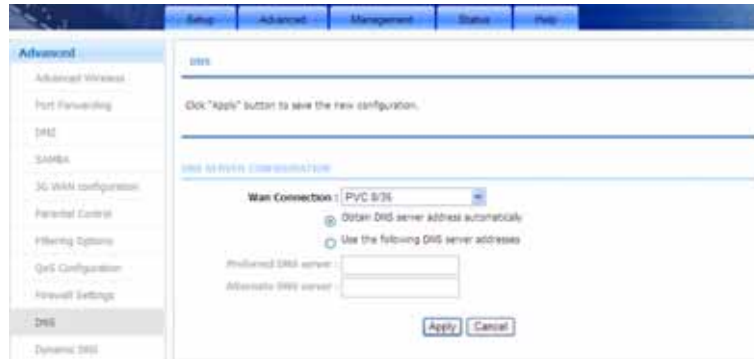 Setup Advanced Management Status Help
Advanced
Advanced Wireless
Port Forwarding
DMZ
SAMBA
3G WAN configuration
Parental Control
Filtering Options
QoS Configuration
Firewall Settings
DNS
Dynamic DNS
DNS
Click "Apply" button to save the new configuration.
DNS SERVER CONFIGURATION
Wan Connection : PVC 8/35
Obtain DNS server address automatically
Use the following DNS server addresses
Preferred DNS server :
Alternate DNS server :
Apply Cancel